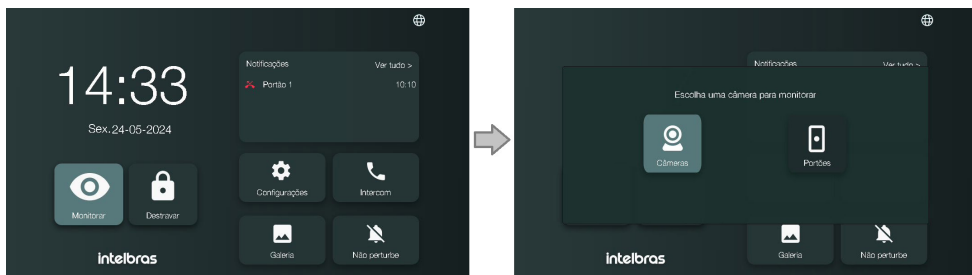 14:33
Sex.24-05-2024
Monitorar
Destravar
intelbras
Notificações
Ver tudo >
Portão 1
10:10
Configurações
Intercom
Galeria
Não perturbe
Notificações
Ver tudo >
Escolha uma câmera para monitorar
Câmeras
Portões
intelbras
Galeria
Não perturbe